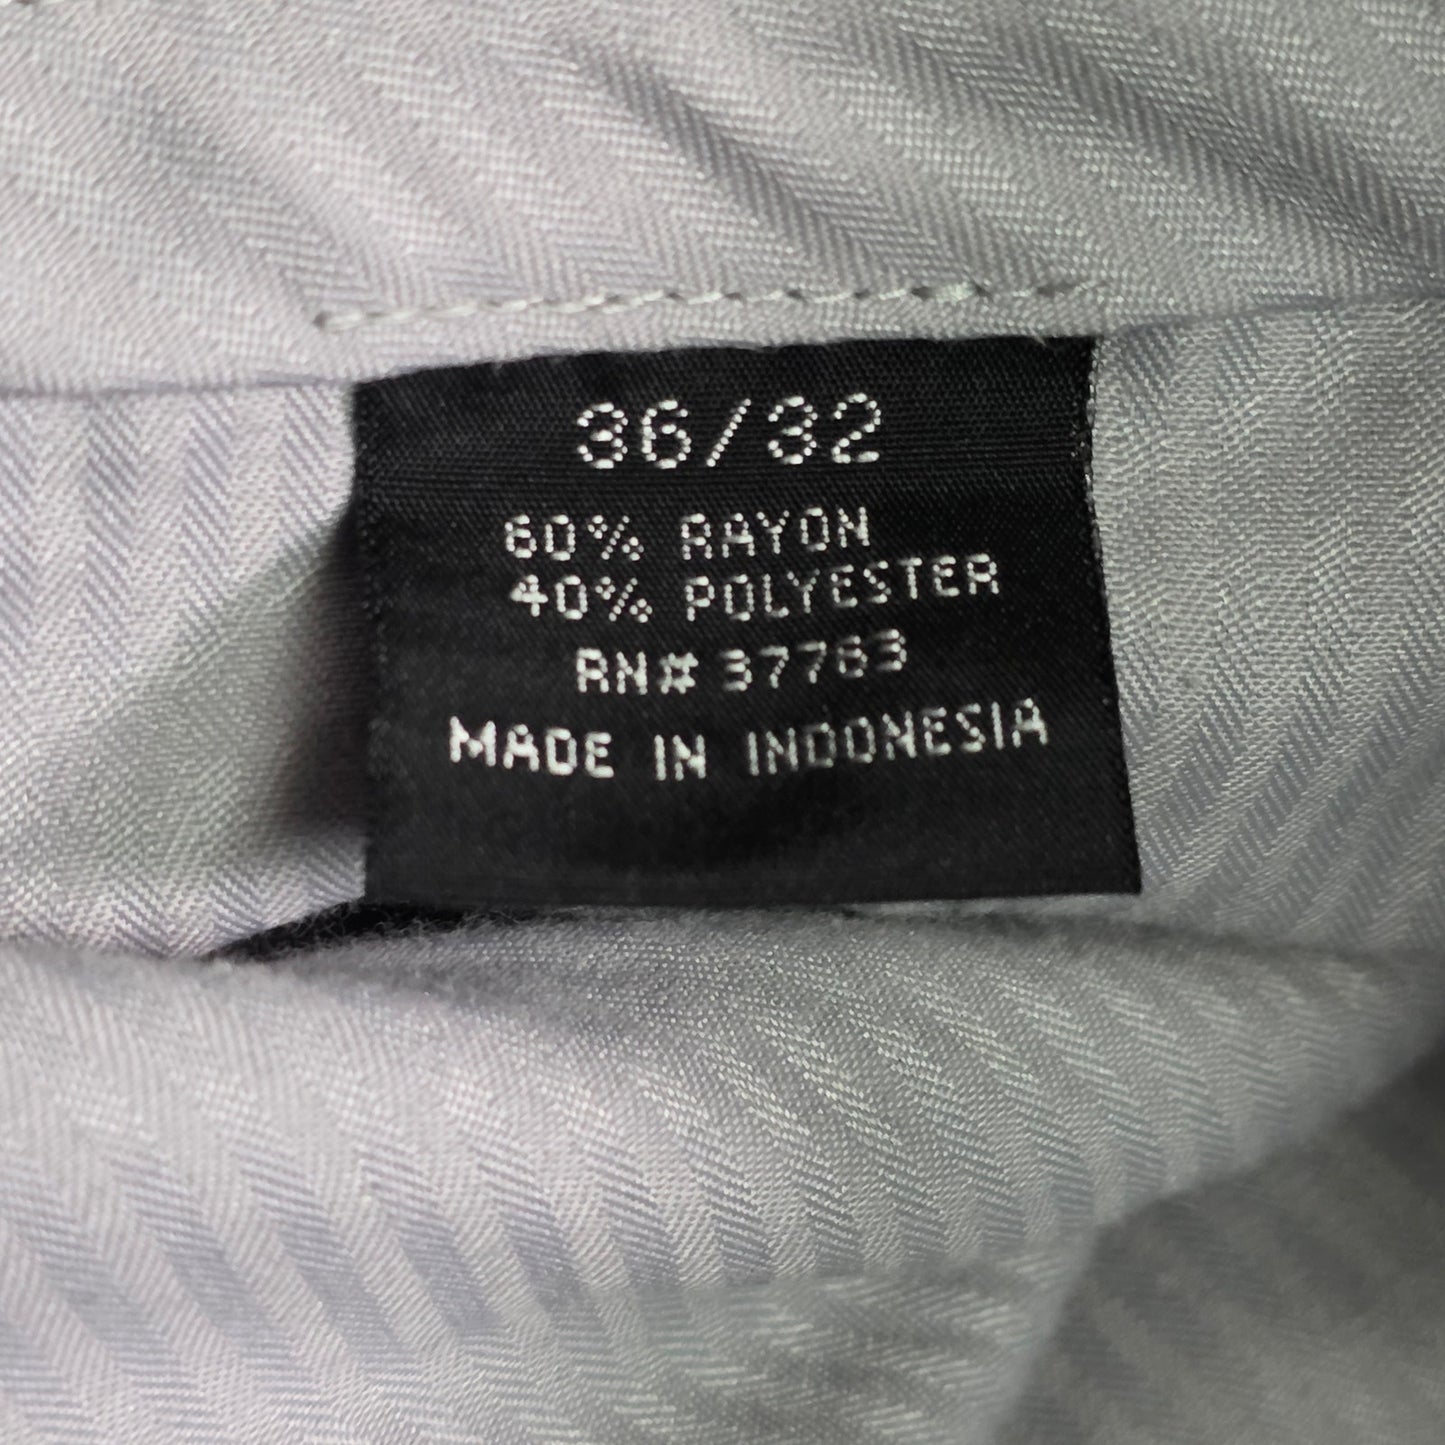 36/32
60% RAYON
40% POLYESTER
RN# 37763
MADE IN INDONESIA